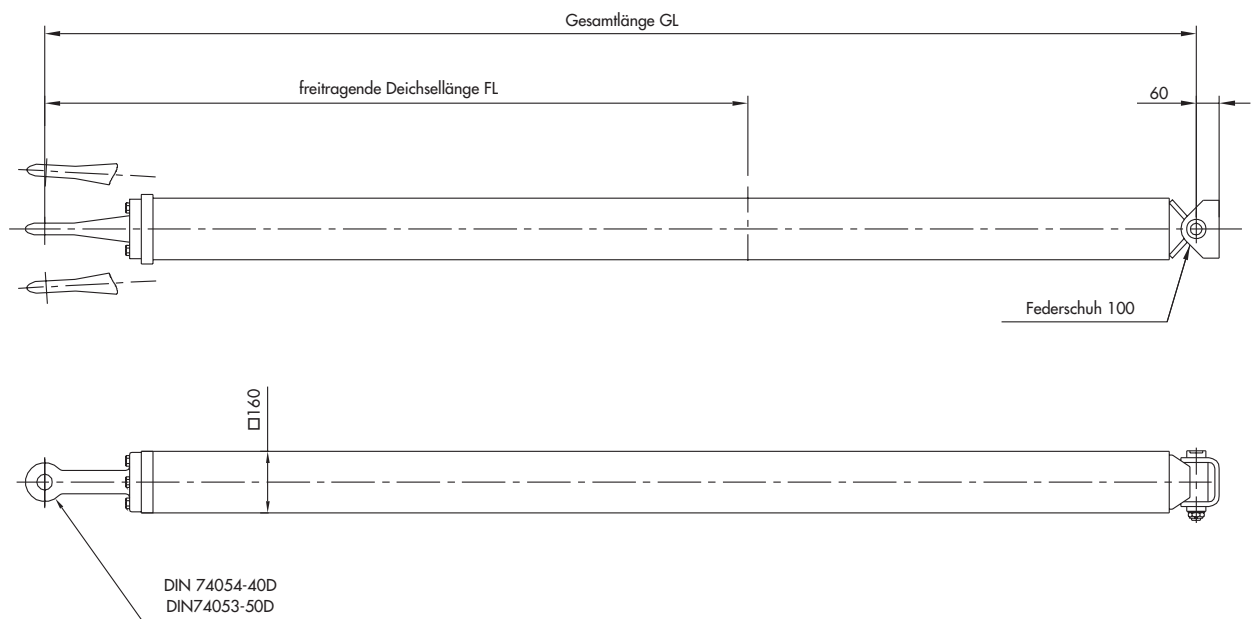 Gesamtlänge GL
freitragende Deichsellänge FL
60
Federschuh 100
□160
DIN 74054-40D
DIN74053-50D